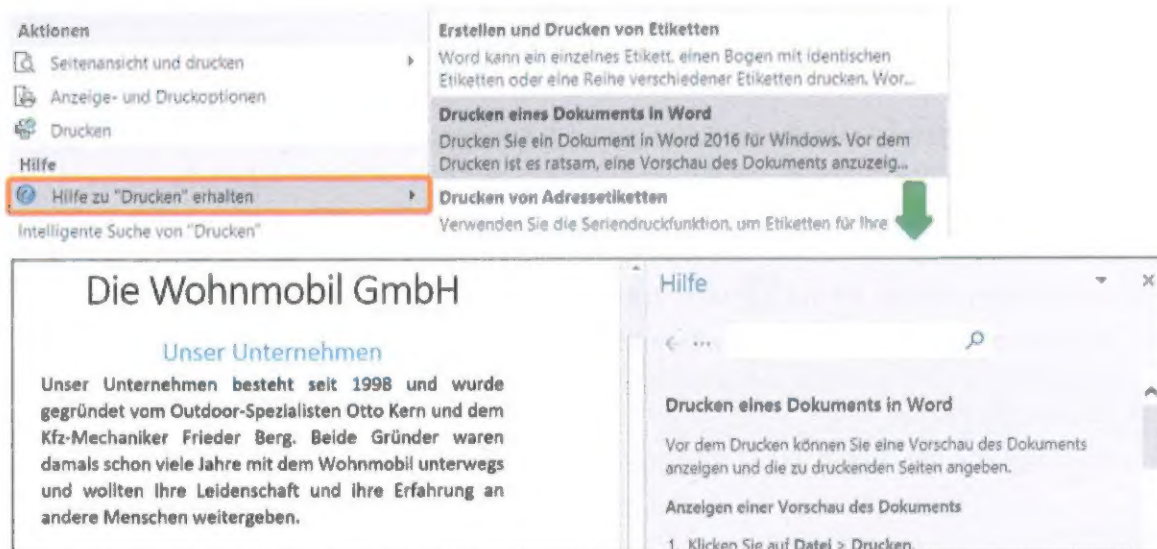 Aktionen
Seitenansicht und drucken
Anzeige- und Druckoptionen
Drucken
Hilfe
Hilfe zu "Drucken" erhalten
Intelligente Suche von "Drucken"
Erstellen und Drucken von Etiketten
Word kann ein einzelnes Etikett, einen Bogen mit identischen
Etiketten oder eine Reihe verschiedener Etiketten drucken. Wor...
Drucken eines Dokuments in Word
Drucken Sie ein Dokument in Word 2016 für Windows. Vor dem
Drucken ist es ratsam, eine Vorschau des Dokuments anzuzeig...
Drucken von Adressetiketten
Verwenden Sie die Seriendruckfunktion, um Etiketten für Ihre
Die Wohnmobil GmbH
Unser Unternehmen
Unser Unternehmen besteht seit 1998 und wurde
gegründet vom Outdoor-Spezialisten Otto Kern und dem
Kfz-Mechaniker Frieder Berg. Beide Gründer waren
damals schon viele Jahre mit dem Wohnmobil unterwegs
und wollten ihre Leidenschaft und ihre Erfahrung an
andere Menschen weitergeben.
Hilfe
Drucken eines Dokuments in Word
Vor dem Drucken können Sie eine Vorschau des Dokuments
anzeigen und die zu druckenden Seiten angeben.
Anzeigen einer Vorschau des Dokuments
1. Klicken Sie auf Datei > Drucken.